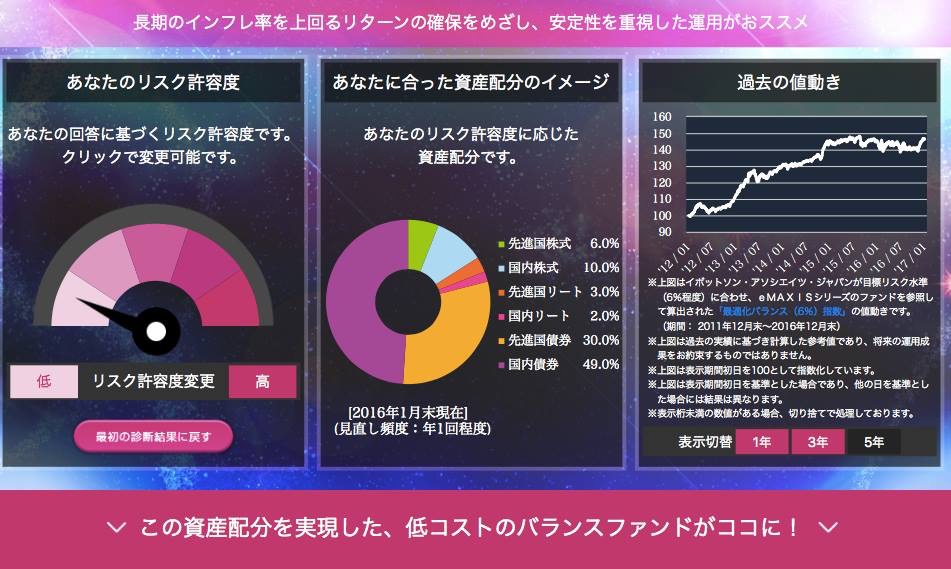 長期のインフレ率を上回るリターンの確保をめざし、安定性を重視した運用がおススメ
あなたのリスク許容度
あなたの回答に基づくリスク許容度です。
クリックで変更可能です。
低
リスク許容度変更
高
最初の診断結果に戻す
あなたに合った資産配分のイメージ
あなたのリスク許容度に応じた
資産配分です。
先進国株式 6.0%
国内株式 10.0%
先進国リート 3.0%
国内リート 2.0%
先進国債券 30.0%
国内債券 49.0%
[2016年1月末現在]
(見直し頻度：年1回程度)
過去の値動き
160
150
140
130
120
110
100
90
'12 / 01
'12 / 07
'13 / 01
'13 / 07
'14 / 01
'14 / 07
'15 / 01
'15 / 07
'16 / 01
'16 / 07
'17 / 01
※上図はイボットソン・アソシエイツ・ジャパンが目標リスク水準
（6%程度）に合わせ、eMAXISシリーズのファンドを参照し
て算出された「最適化バランス（6%）指数」の値動きです。
（期間： 2011年12月末～2016年12月末）
※上図は過去の実績に基づき計算した参考値であり、将来の運用成
果をお約束するものではありません。
※上図は表示期間初日を100として指数化しています。
※上図は表示期間初日を基準とした場合であり、他の日を基準とし
た場合には結果は異なります。
※表示桁未満の数値がある場合、切り捨てで処理しております。
表示切替
1年
3年
5年
この資産配分を実現した、低コストのバランスファンドがココに！